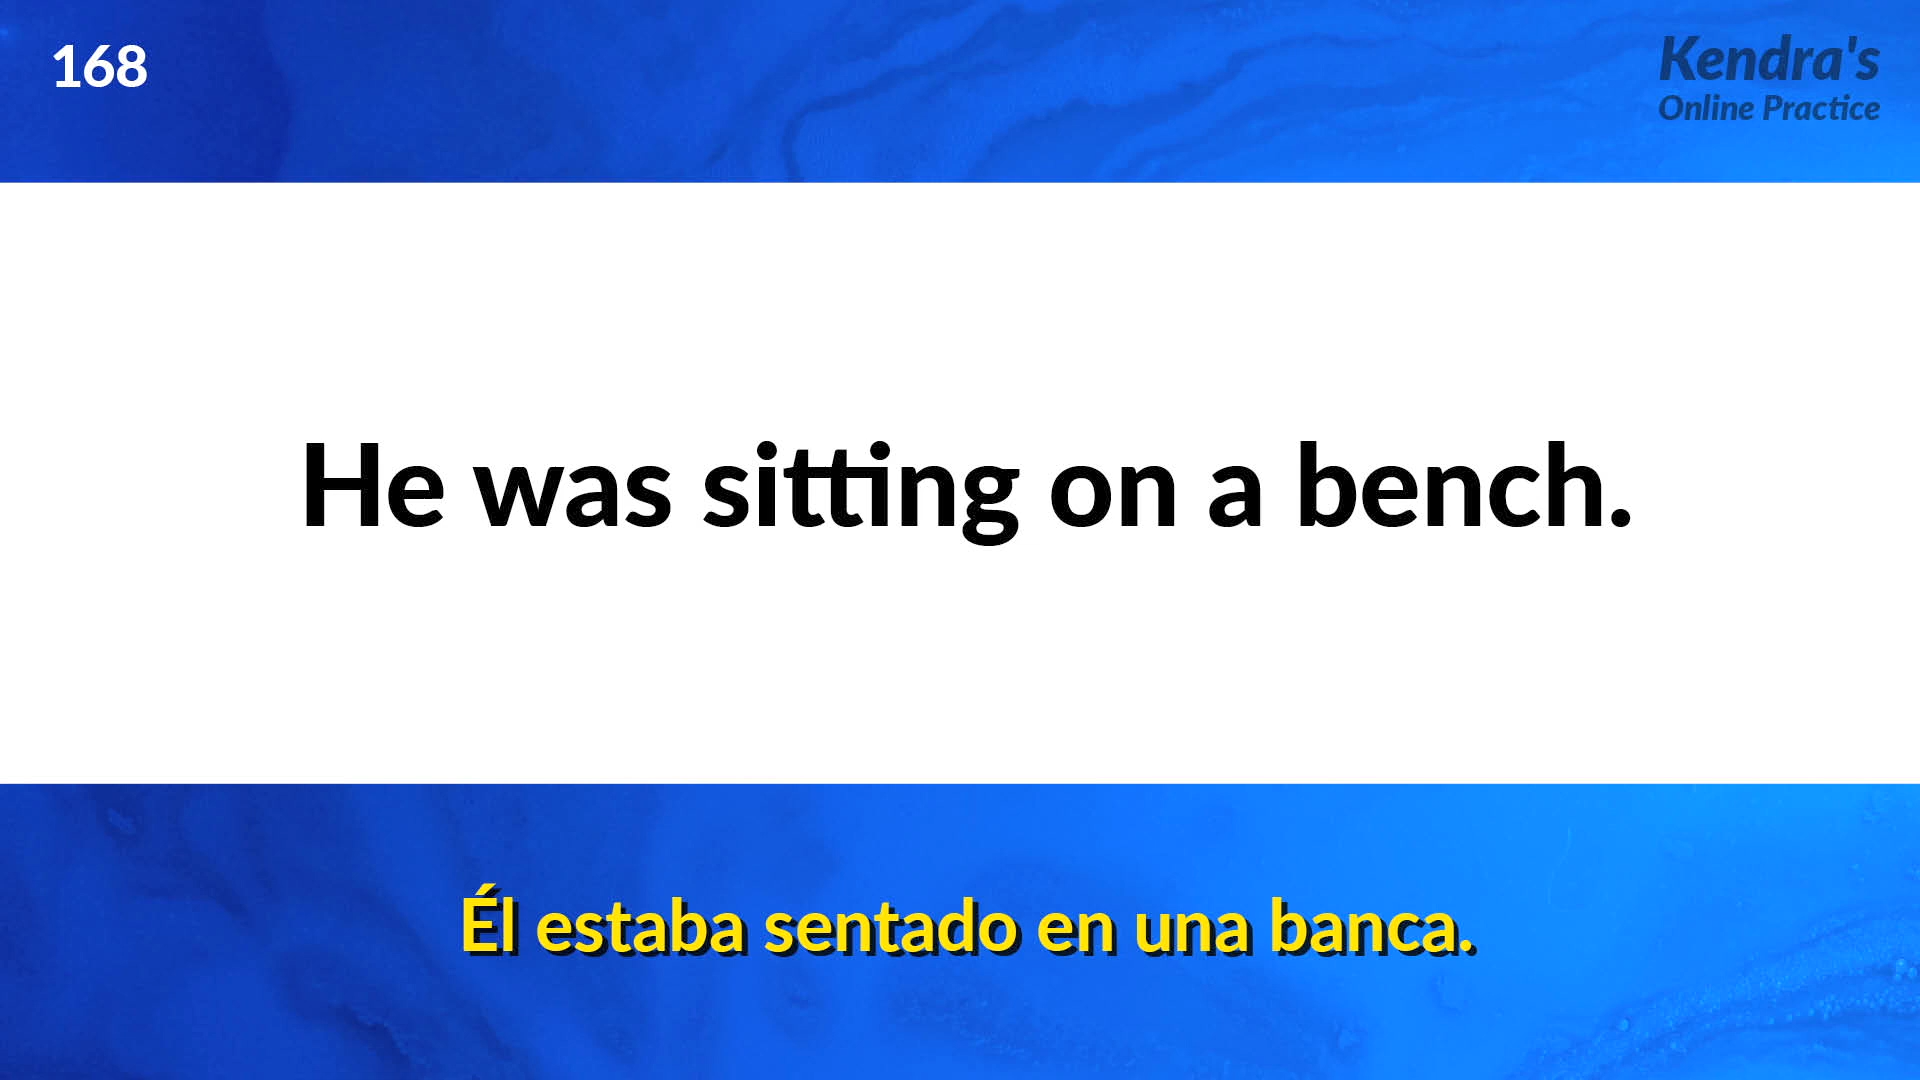 168
Kendra's
Online Practice
He was sitting on a bench.
Él estaba sentado en una banca.